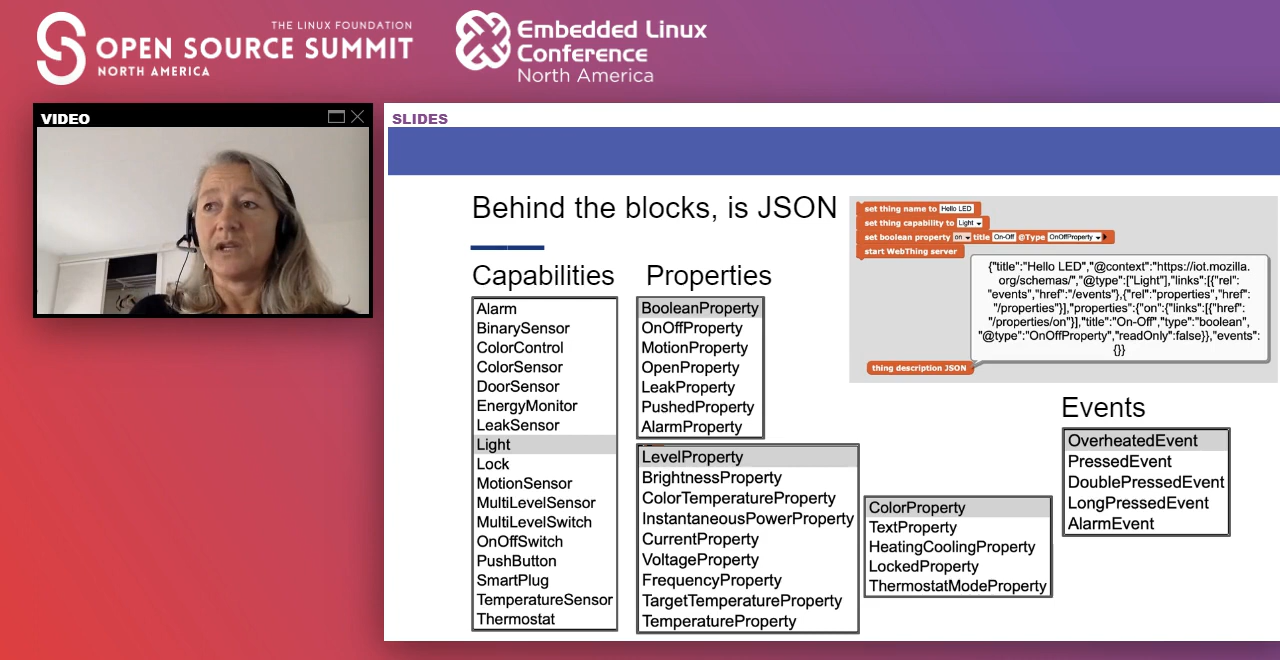 THE LINUX FOUNDATION
OPEN SOURCE SUMMIT
NORTH AMERICA
Embedded Linux
Conference
North America
VIDEO
SLIDES
Behind the blocks, is JSON
set thing name to Hello LED
set thing capability to Light
set boolean property on title On-Off @Type OnOffProperty
start WebThing server
{"title":"Hello LED","@context":"https://iot.mozilla.
org/schemas/","@type":["Light"],"links":[{"rel":
"events","href":"/events"},{"rel":"properties","href":
"/properties"}],"properties":{"on":{"links":[{"href":
"/properties/on"}],"title":"On-Off","type":"boolean",
"@type":"OnOffProperty","readOnly":false}},"events":
{}}
thing description JSON
Capabilities
Alarm
BinarySensor
ColorControl
ColorSensor
DoorSensor
EnergyMonitor
LeakSensor
Light
Lock
MotionSensor
MultiLevelSensor
MultiLevelSwitch
OnOffSwitch
PushButton
SmartPlug
TemperatureSensor
Thermostat
Properties
BooleanProperty
OnOffProperty
MotionProperty
OpenProperty
LeakProperty
PushedProperty
AlarmProperty
LevelProperty
BrightnessProperty
ColorTemperatureProperty
InstantaneousPowerProperty
CurrentProperty
VoltageProperty
FrequencyProperty
TargetTemperatureProperty
TemperatureProperty
ColorProperty
TextProperty
HeatingCoolingProperty
LockedProperty
ThermostatModeProperty
Events
OverheatedEvent
PressedEvent
DoublePressedEvent
LongPressedEvent
AlarmEvent